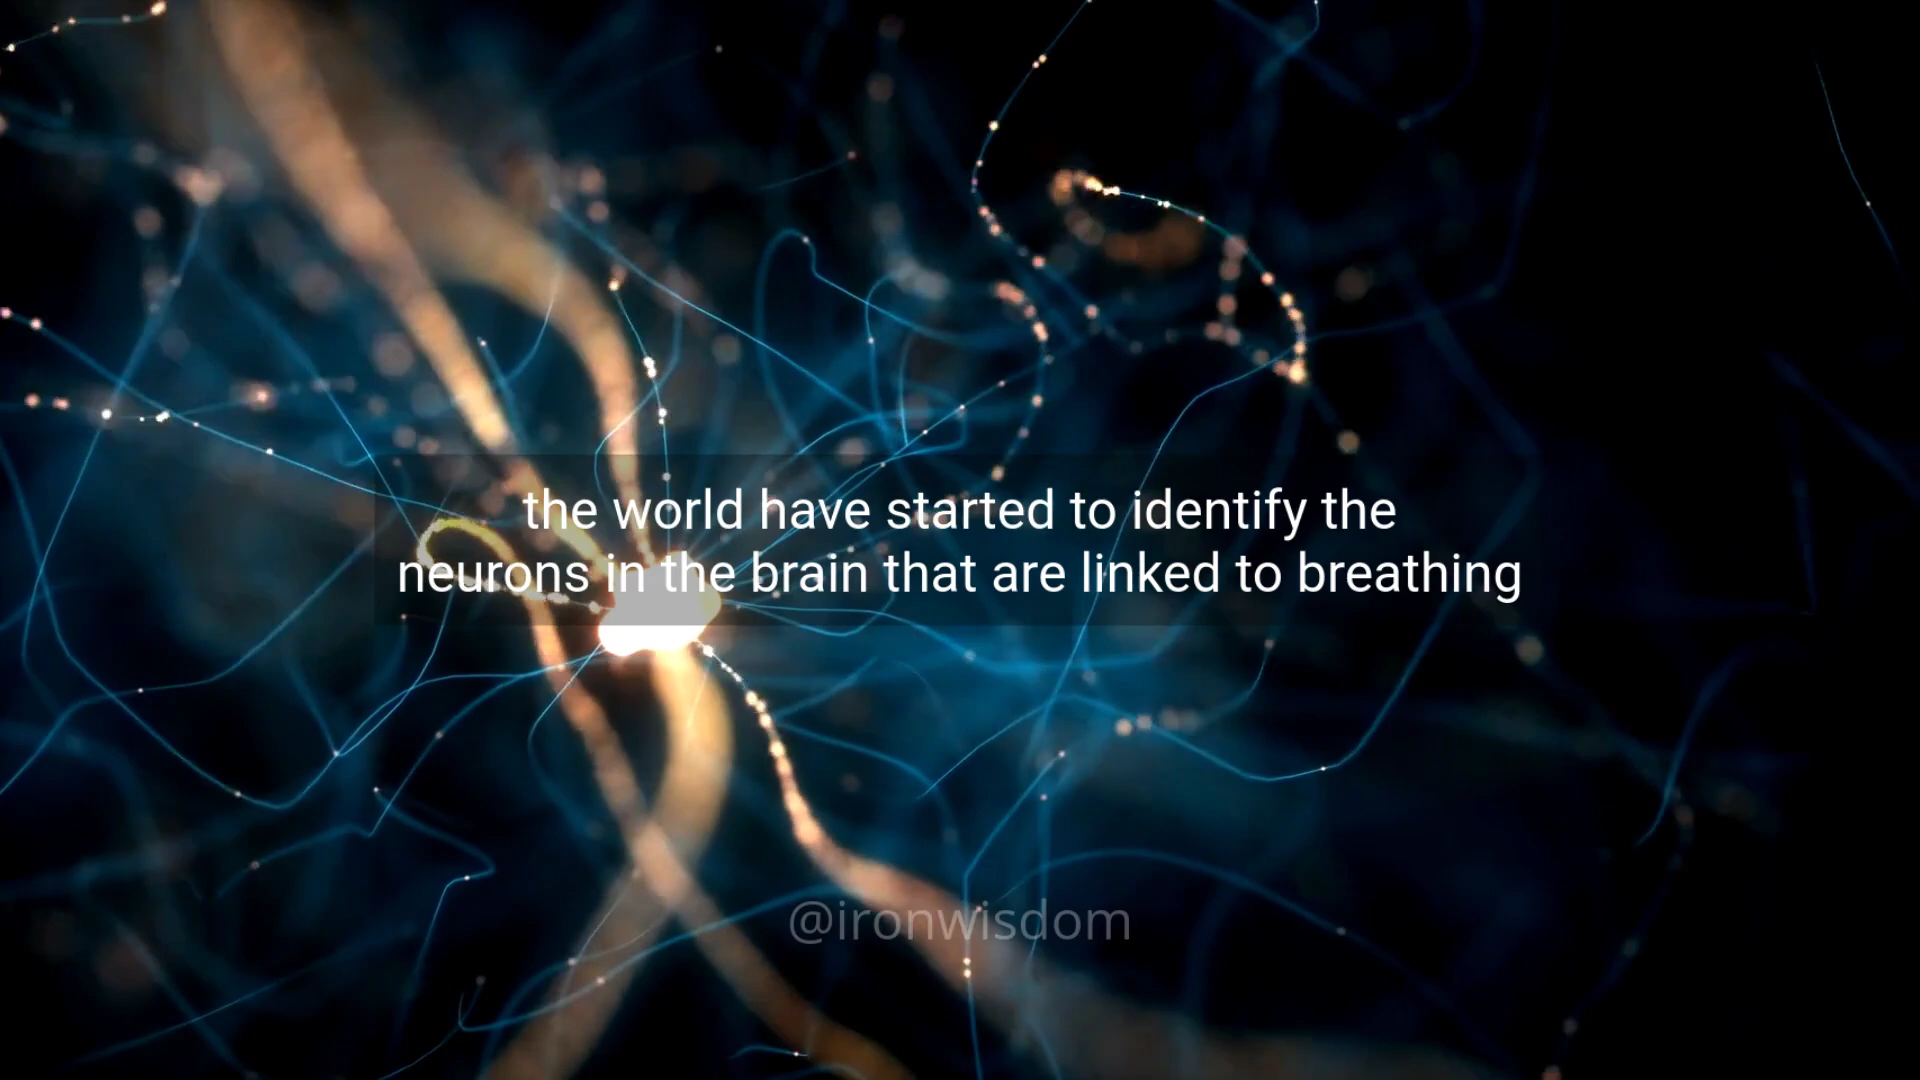 the world have started to identify the
neurons in the brain that are linked to breathing
@ironwisdom